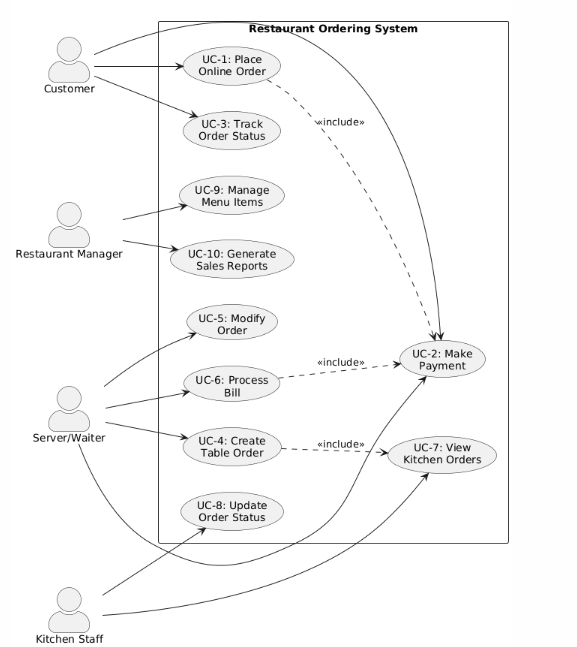 Restaurant Ordering System
Customer
UC-1: Place
Online Order
«include»
UC-3: Track
Order Status
UC-9: Manage
Menu Items
Restaurant Manager
UC-10: Generate
Sales Reports
UC-5: Modify
Order
UC-6: Process
Bill
«include»
UC-2: Make
Payment
Server/Waiter
UC-4: Create
Table Order
«include»
UC-7: View
Kitchen Orders
UC-8: Update
Order Status
Kitchen Staff